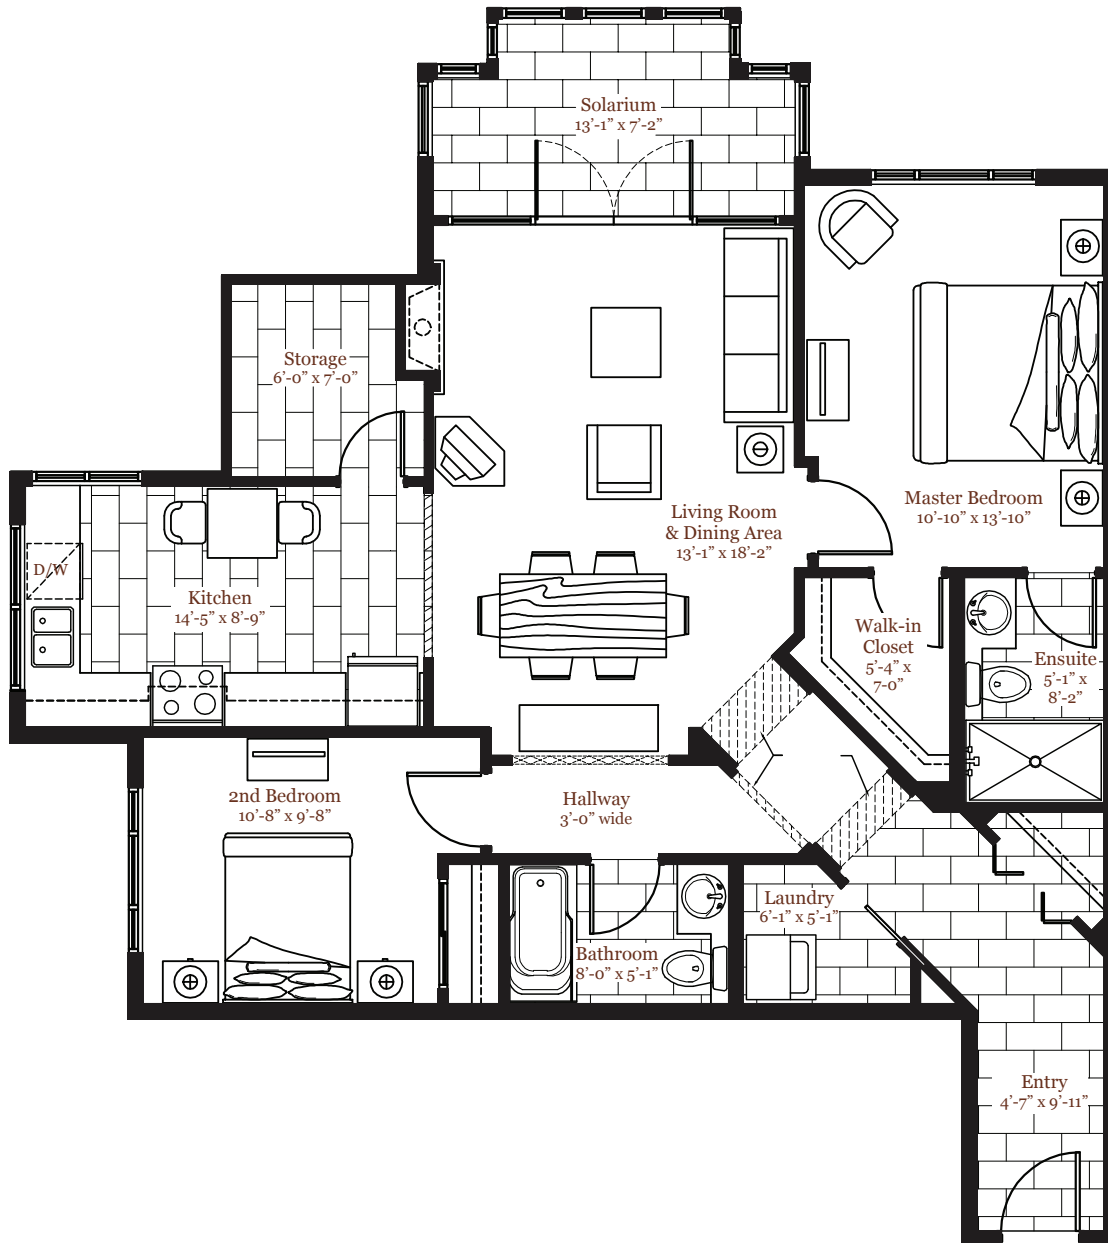 Solarium
13’-1” x 7’-2”
Storage
6’-0” x 7’-0”
Living Room
& Dining Area
13’-1” x 18’-2”
Master Bedroom
10’-10” x 13’-10”
D/W
Kitchen
14’-5” x 8’-9”
Walk-in
Closet
5’-4” x
7-0”
Ensuite
5’-1” x
8’-2”
2nd Bedroom
10’-8” x 9’-8”
Hallway
3’-0” wide
Laundry
6’-1” x 5’-1”
Bathroom
8’-0” x 5’-1”
Entry
4’-7” x 9’-11”